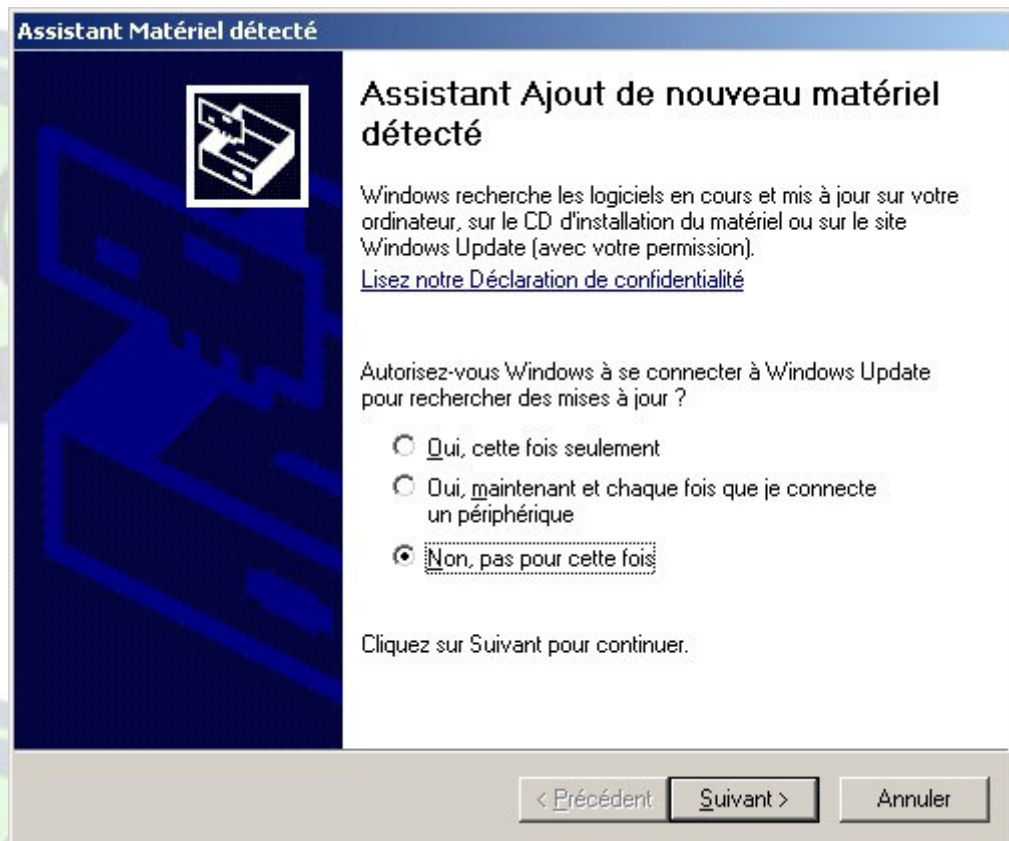 Assistant Matériel détecté
Assistant Ajout de nouveau matériel
détecté
Windows recherche les logiciels en cours et mis à jour sur votre
ordinateur, sur le CD d'installation du matériel ou sur le site
Windows Update (avec votre permission).
Lisez notre Déclaration de confidentialité
Autorisez-vous Windows à se connecter à Windows Update
pour rechercher des mises à jour ?
Oui, cette fois seulement
Oui, maintenant et chaque fois que je connecte
un périphérique
Non, pas pour cette fois
Cliquez sur Suivant pour continuer.
< Précédent Suivant > Annuler